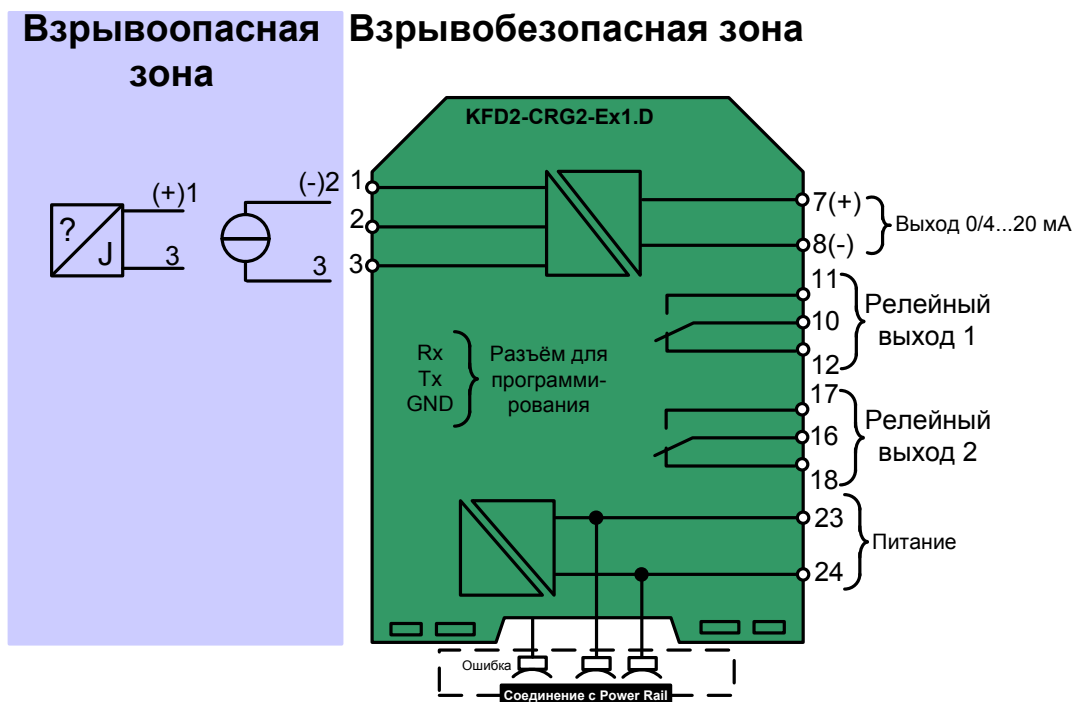 Взрывоопасная
зона
Взрывобезопасная зона
KFD2-CRG2-Ex1.D
(+)1
?
J
3
(-)2
3
1
2
3
7(+)
8(-)
Выход 0/4...20 мА
11
10
12
Релейный
выход 1
Rx
Tx
GND
Разъём для
программи-
рования
17
16
18
Релейный
выход 2
23
24
Питание
Ошибка
Соединение с Power Rail